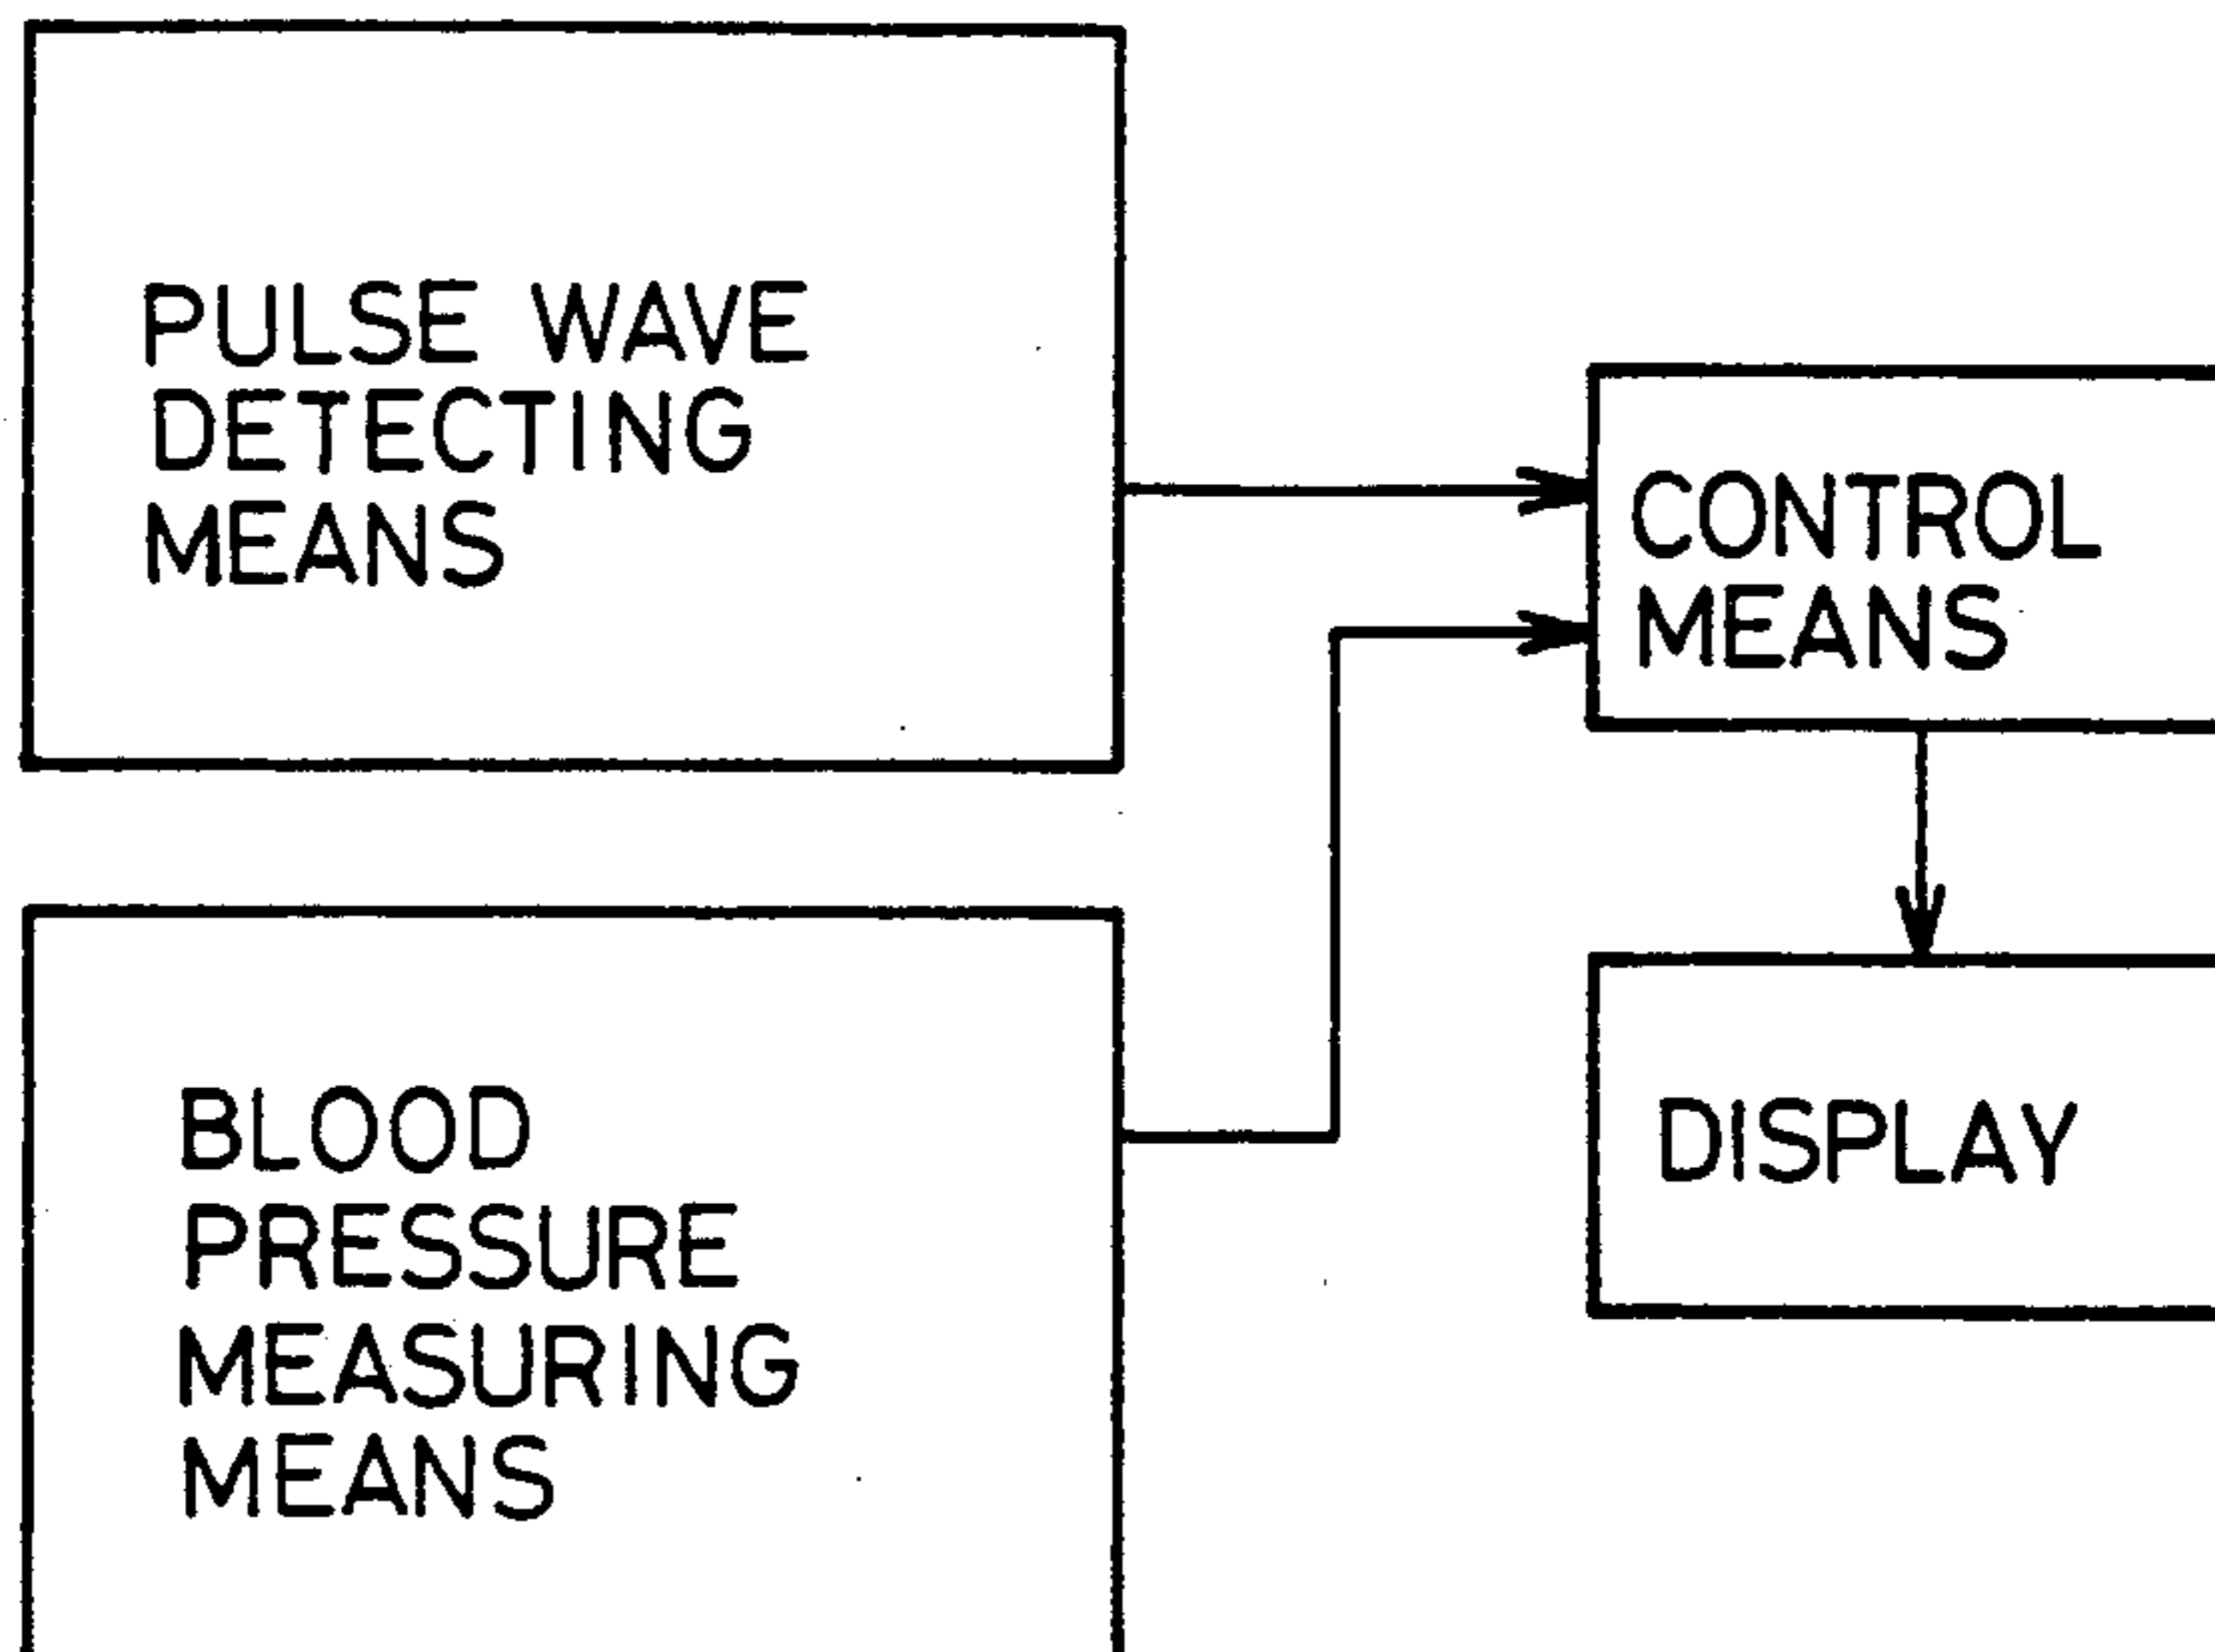 PULSE WAVE
DETECTING
MEANS
CONTROL
MEANS
BLOOD
PRESSURE
MEASURING
MEANS
DISPLAY